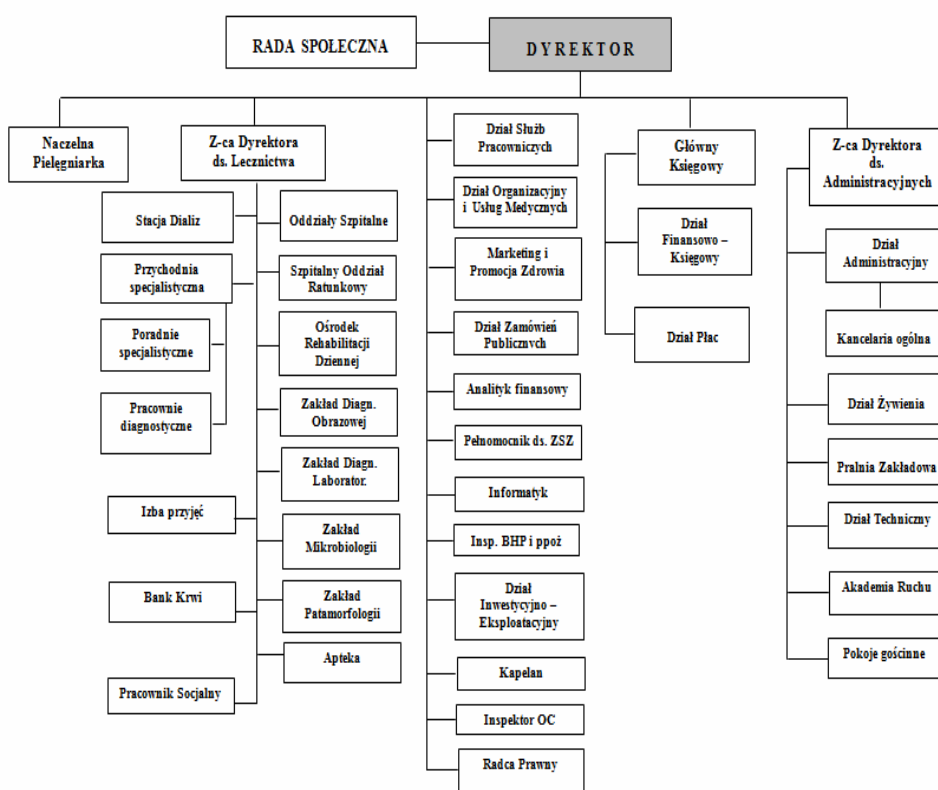 RADA SPOŁECZNA
DYREKTOR
Naczelna
Pielęgniarka
Z-ca Dyrektora
ds. Lecznictwa
Stacja Dializ
Oddziały Szpitalne
Przychodnia
specjalistyczna
Szpitalny Oddział
Ratunkowy
Poradnie
specjalistyczne
Ośrodek
Rehabilitacji
Dziennej
Pracownie
diagnostyczne
Zakład Diagn.
Obrazowej
Zakład Diagn.
Laborator.
Izba przyjęć
Zakład
Mikrobiologii
Bank Krwi
Zakład
Patamorfologii
Apteka
Pracownik Socjalny
Dział Służb
Pracowniczych
Dział Organizacyjny
i Usług Medycznych
Marketing i
Promocja Zdrowia
Dział Zamówień
Publicznych
Analityk finansowy
Pełnomocnik ds. ZSZ
Informatyk
Insp. BHP i ppoż
Dział
Inwestycyjno –
Eksploatacyjny
Kapelan
Inspektor OC
Radca Prawny
Główny
Księgowy
Dział
Finansowo –
Księgowy
Dział Płac
Z-ca Dyrektora
ds.
Administracyjnych
Dział
Administracyjny
Kancelaria ogólna
Dział Żywienia
Pralnia Zakładowa
Dział Techniczny
Akademia Ruchu
Pokoje gościnne